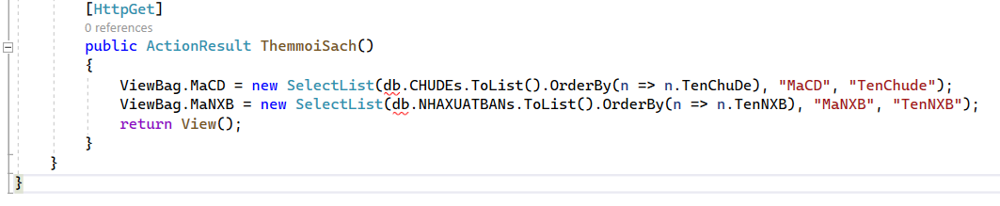 [HttpGet]
0 references
public ActionResult ThemmoiSach()
{
ViewBag.MaCD = new SelectList(db.CHUDEs.ToList().OrderBy(n => n.TenChuDe), "MaCD", "TenChude");
ViewBag.MaNXB = new SelectList(db.NHAXUATBANs.ToList().OrderBy(n => n.TenNXB), "MaNXB", "TenNXB");
return View();
}
}
}